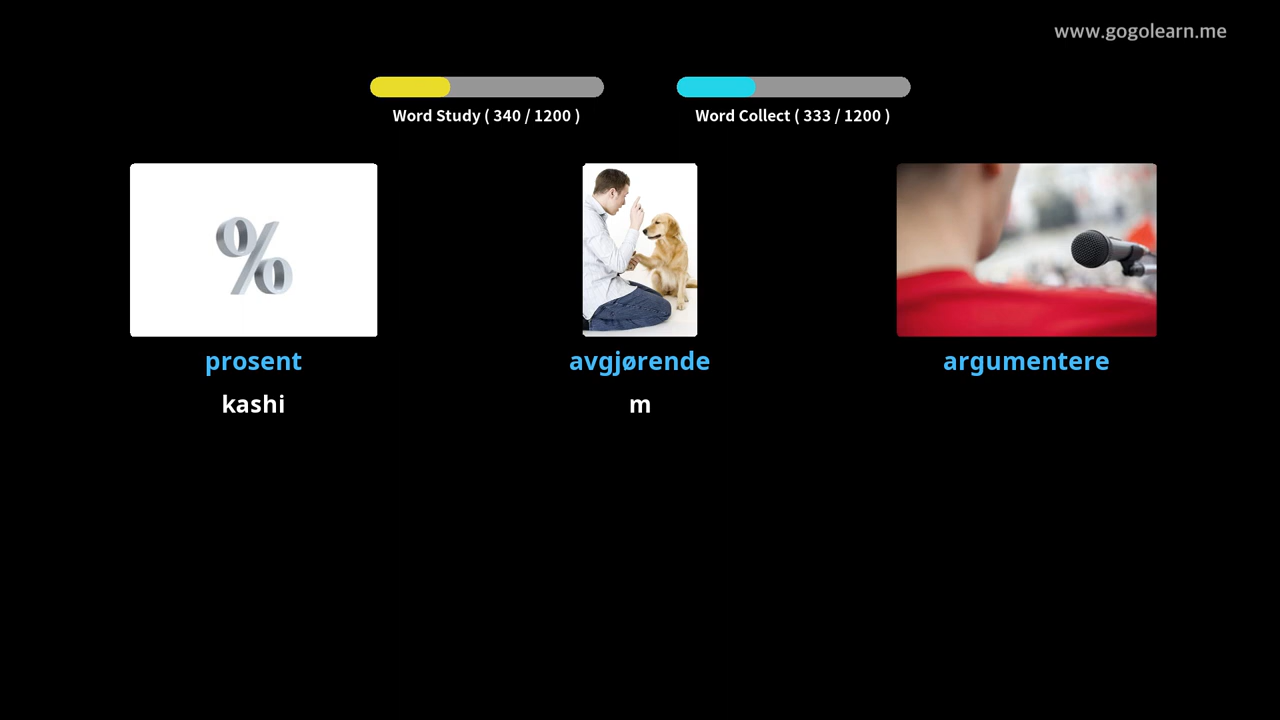 www.gogolearn.me
Word Study ( 340 / 1200 )
Word Collect ( 333 / 1200 )
%
prosent
avgjørende
argumentere
kashi
m